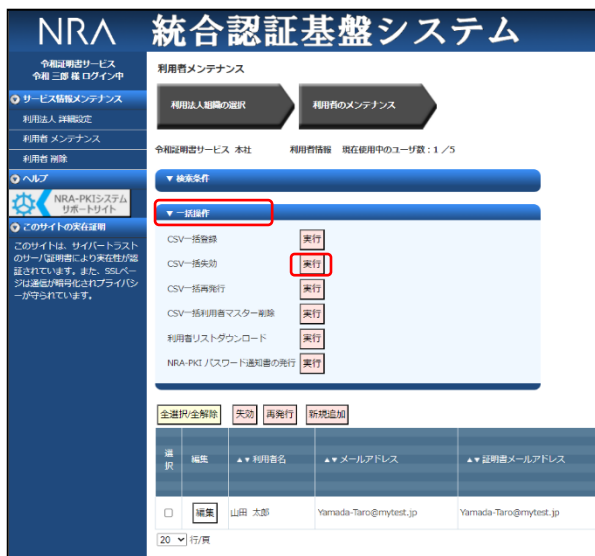 NRA 統合認証基盤システム
令和証明書サービス
令和 三郎 様 ログイン中
サービス情報メンテナンス
利用法人 詳細設定
利用者 メンテナンス
利用者 削除
ヘルプ
NRA-PKIシステム
サポートサイト
このサイトの実在証明
このサイトは、サイバートラスト
のサーバ証明書により実在性が認
証されています。また、SSLペー
ジは通信が暗号化されプライバシ
ーが守られています。
利用者メンテナンス
利用法人組織の選択
利用者のメンテナンス
令和証明書サービス 本社 利用者情報 現在使用中のユーザ数：1 ／5
▼ 検索条件
▼ 一括操作
CSV一括登録 実行
CSV一括失効 実行
CSV一括再発行 実行
CSV一括利用者マスター削除 実行
利用者リストダウンロード 実行
NRA-PKI パスワード通知書の発行 実行
全選択/全解除 失効 再発行 新規追加
選択 編集 ▲▼ 利用者名 ▲▼ メールアドレス ▲▼ 証明書メールアドレス
編集 山田 太郎 Yamada-Taro@mytest.jp Yamada-Taro@mytest.jp
20 行/頁